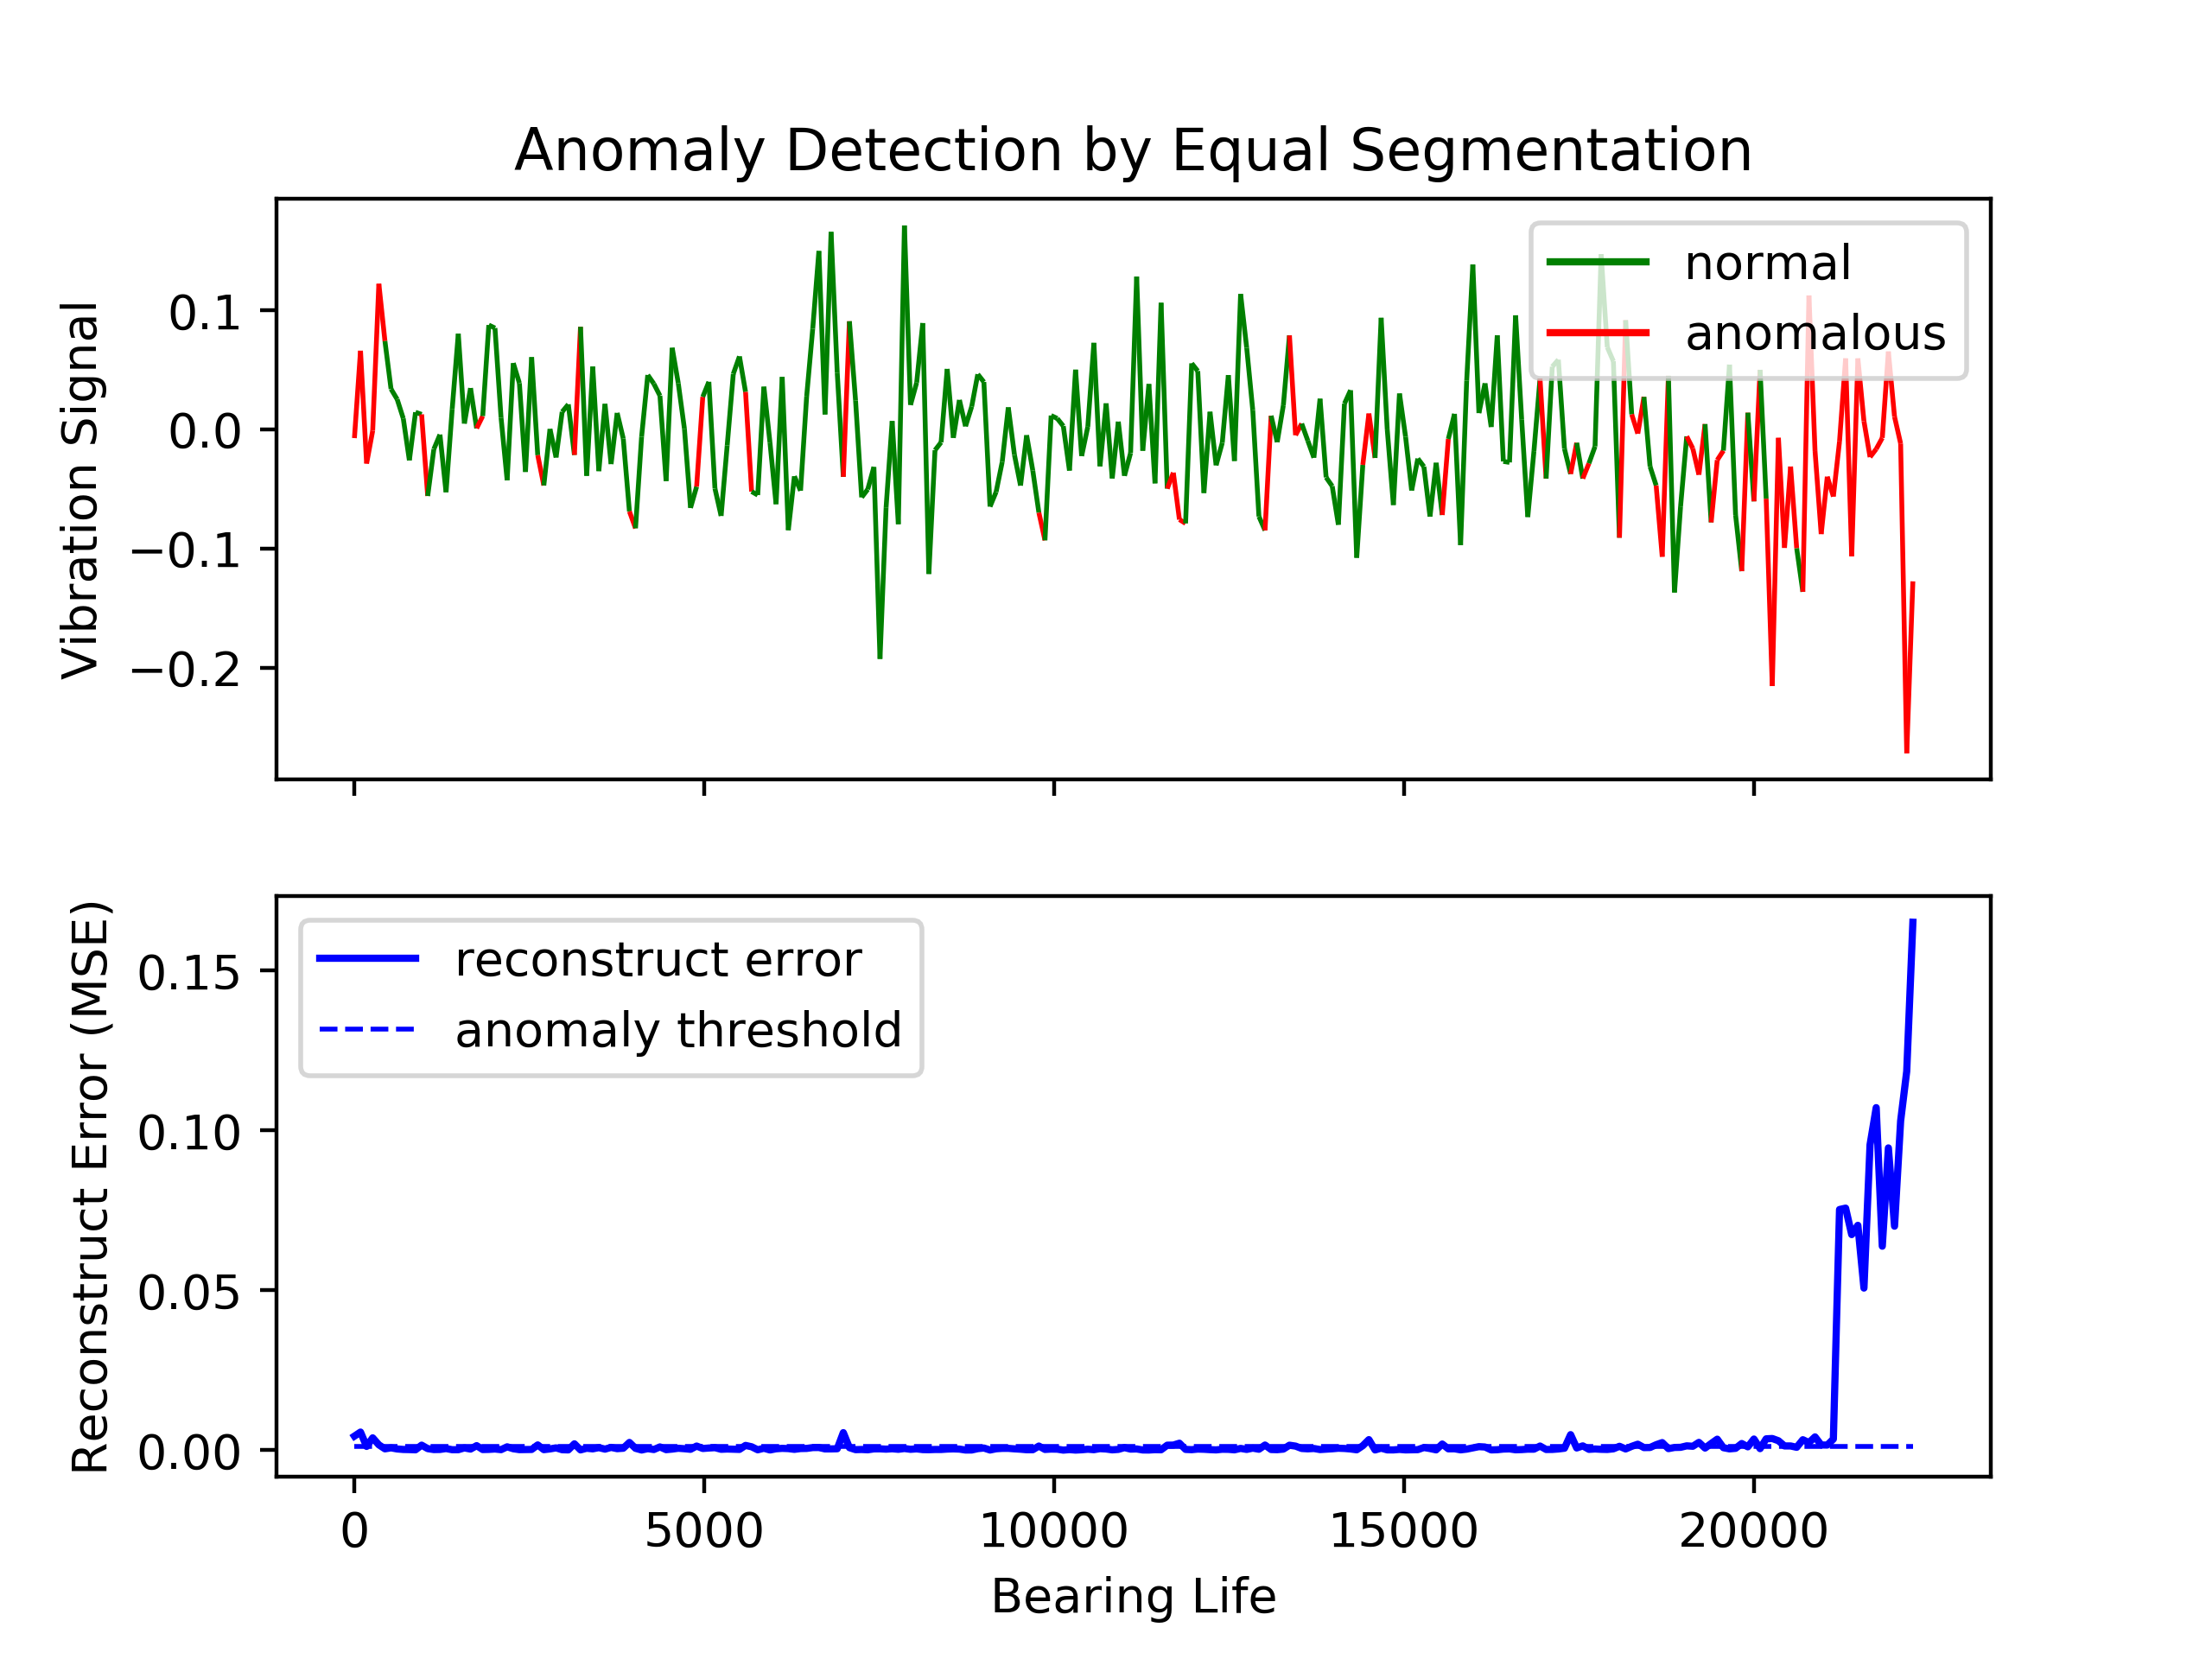 Anomaly Detection by Equal Segmentation
Vibration Signal
0.1
0.0
−0.1
−0.2
normal
anomalous
Reconstruct Error (MSE)
0.15
0.10
0.05
0.00
reconstruct error
anomaly threshold
0 5000 10000 15000 20000
Bearing Life